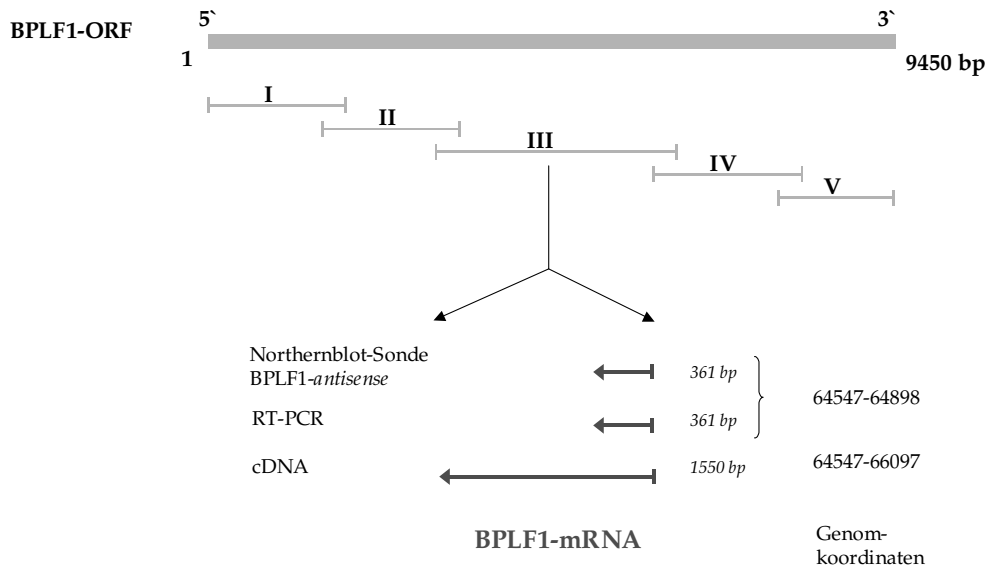 BPLF1-ORF
5`
3`
1
9450 bp
I
II
III
IV
V
Northernblot-Sonde
BPLF1-antisense
361 bp
64547-64898
RT-PCR
361 bp
cDNA
1550 bp
64547-66097
BPLF1-mRNA
Genom-
koordinaten